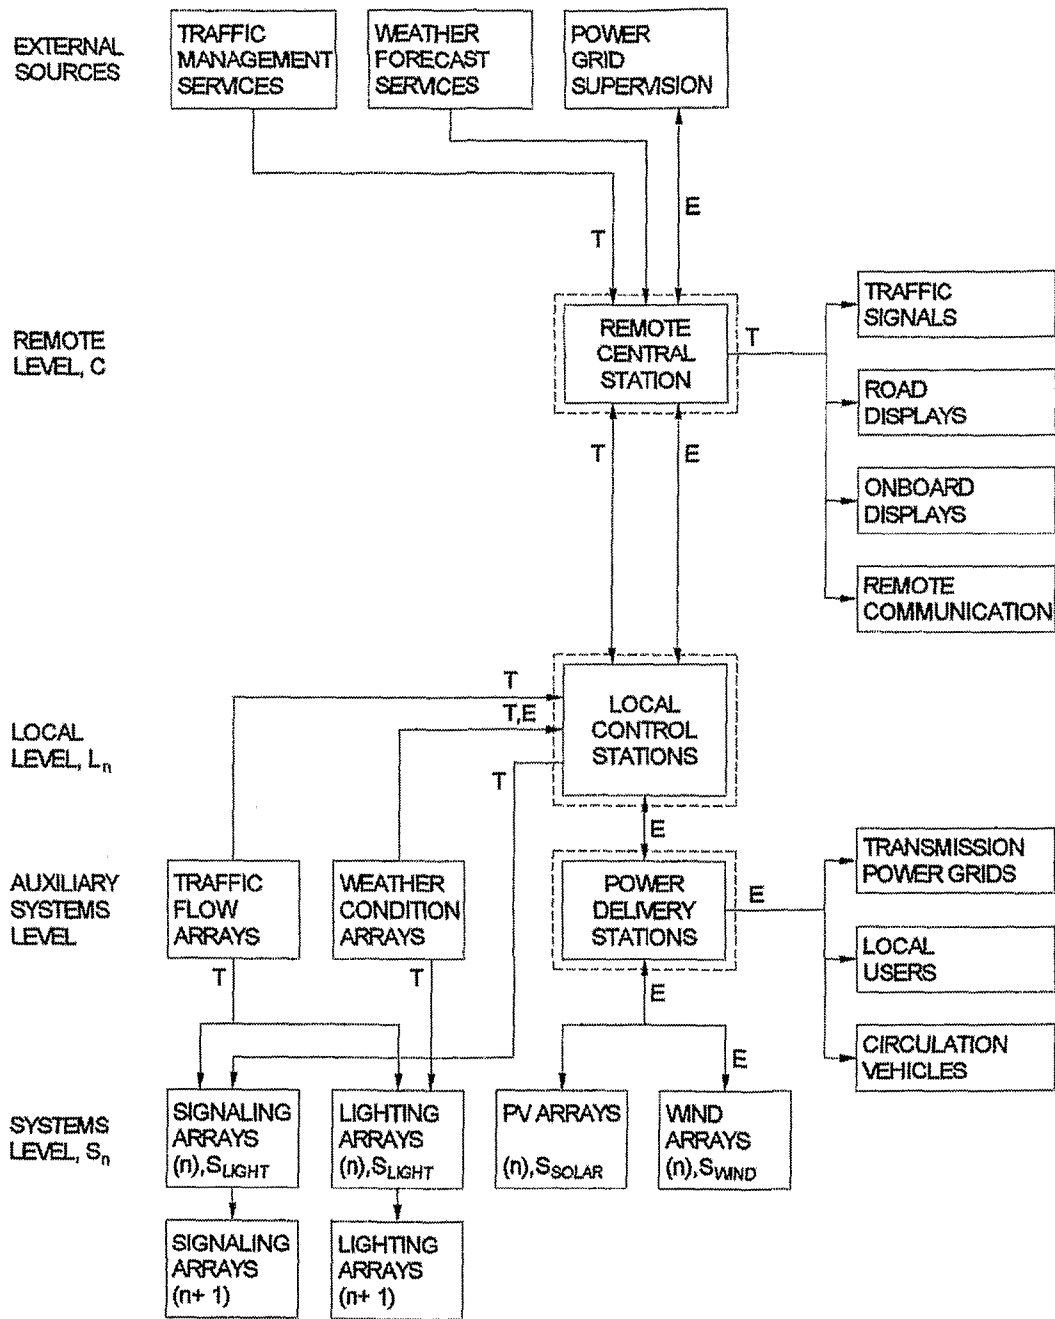 EXTERNAL
SOURCES
TRAFFIC
MANAGEMENT
SERVICES
WEATHER
FORECAST
SERVICES
POWER
GRID
SUPERVISION
E
T
REMOTE
LEVEL, C
REMOTE
CENTRAL
STATION
T
TRAFFIC
SIGNALS
ROAD
DISPLAYS
ONBOARD
DISPLAYS
REMOTE
COMMUNICATION
T
E
LOCAL
LEVEL, Ln
T
T,E
T
LOCAL
CONTROL
STATIONS
E
AUXILIARY
SYSTEMS
LEVEL
TRAFFIC
FLOW
ARRAYS
WEATHER
CONDITION
ARRAYS
POWER
DELIVERY
STATIONS
E
TRANSMISSION
POWER GRIDS
LOCAL
USERS
CIRCULATION
VEHICLES
T
T
E
E
SYSTEMS
LEVEL, Sn
SIGNALING
ARRAYS
(n),SLIGHT
LIGHTING
ARRAYS
(n),SLIGHT
PV ARRAYS
(n),SSOLAR
WIND
ARRAYS
(n),SWIND
SIGNALING
ARRAYS
(n+ 1)
LIGHTING
ARRAYS
(n+ 1)